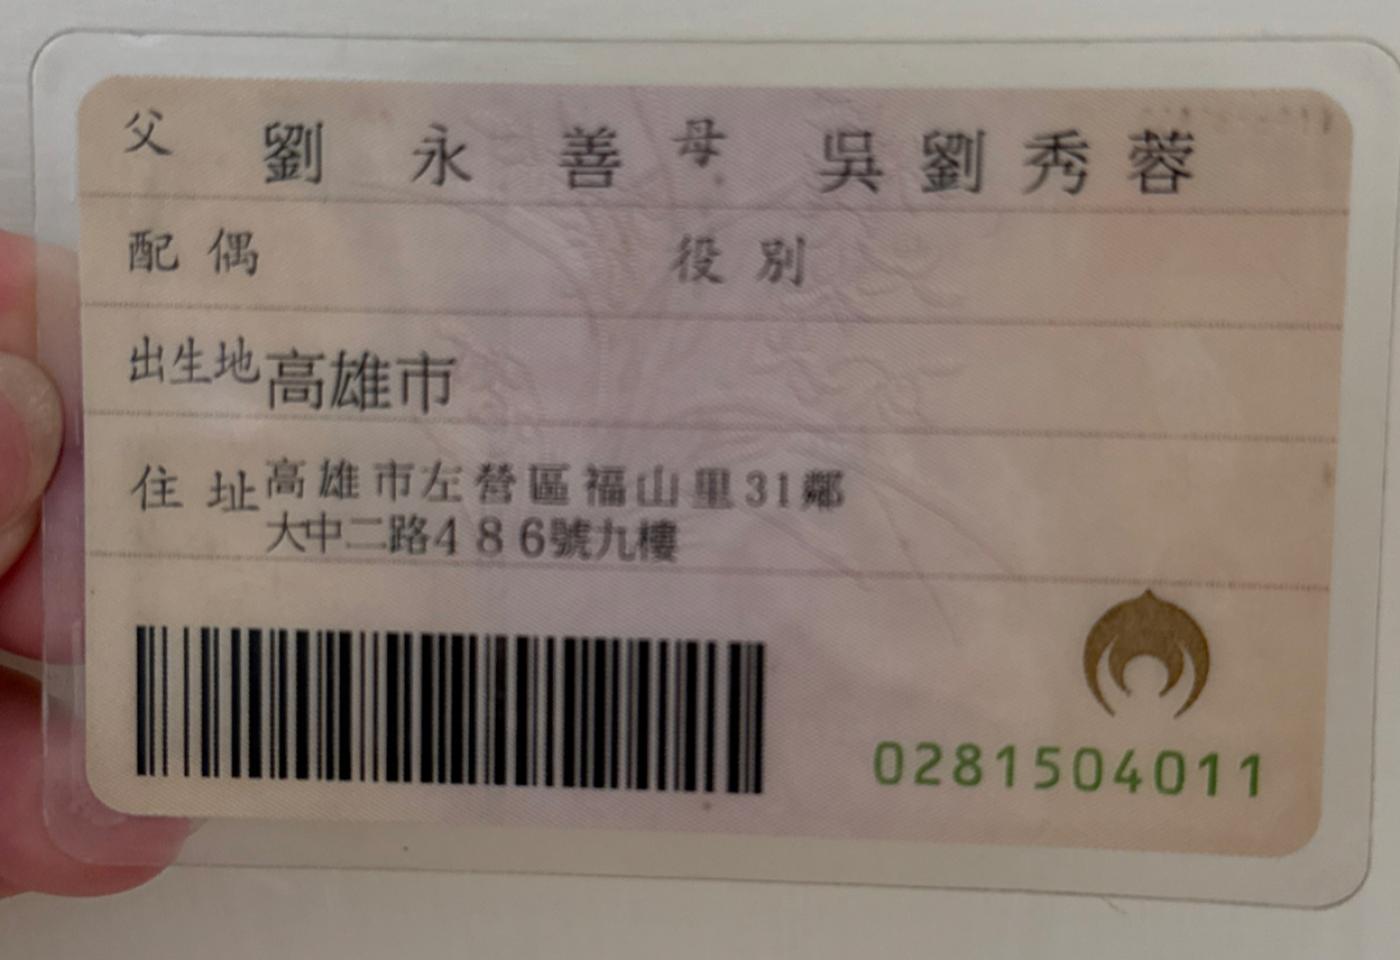 父 劉永善 母 吳劉秀蓉
配偶 役別
出生地 高雄市
住址 高雄市左營區福山里31鄰
大中二路486號九樓
0281504011